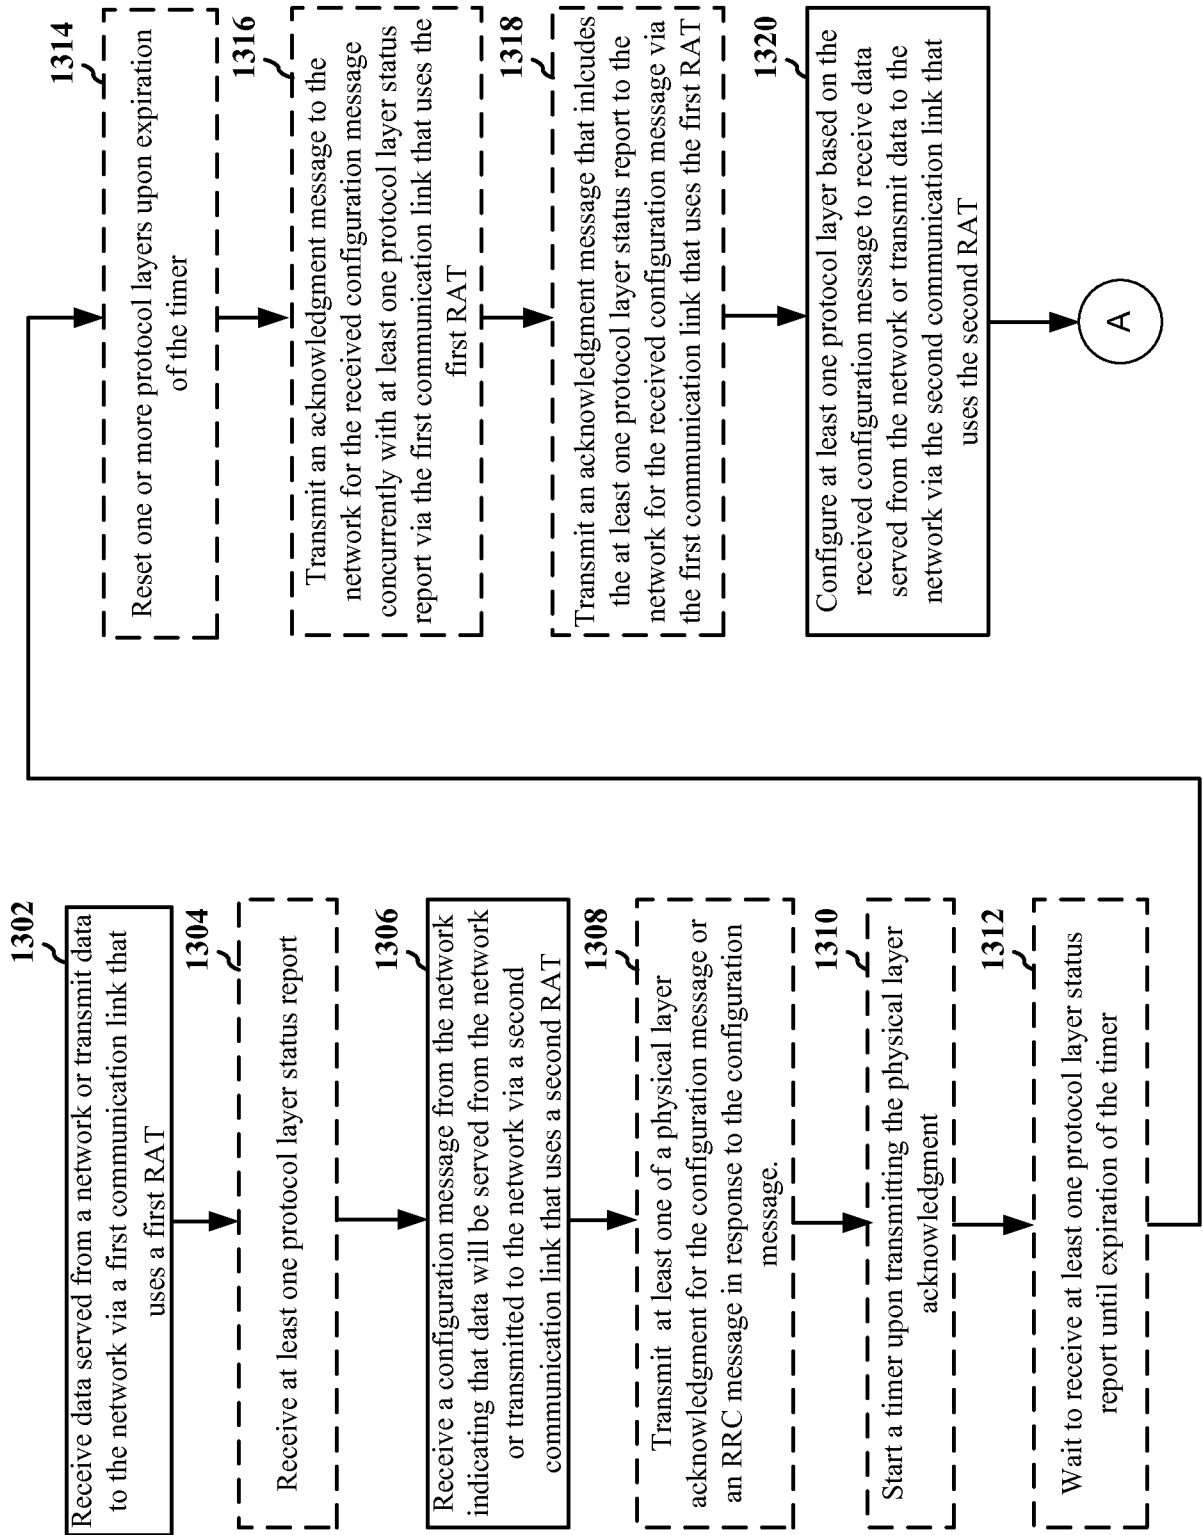 1302
Receive data served from a network or transmit data
to the network via a first communication link that
uses a first RAT
1304
Receive at least one protocol layer status report
1306
Receive a configuration message from the network
indicating that data will be served from the network
or transmitted to the network via a second
communication link that uses a second RAT
1308
Transmit at least one of a physical layer
acknowledgment for the configuration message or
an RRC message in response to the configuration
message.
1310
Start a timer upon transmitting the physical layer
acknowledgment
1312
Wait to receive at least one protocol layer status
report until expiration of the timer
1314
Reset one or more protocol layers upon expiration
of the timer
1316
Transmit an acknowledgment message to the
network for the received configuration message
concurrently with at least one protocol layer status
report via the first communication link that uses the
first RAT
1318
Transmit an acknowledgment message that inlcudes
the at least one protocol layer status report to the
network for the received configuration message via
the first communication link that uses the first RAT
1320
Configure at least one protocol layer based on the
received configuration message to receive data
served from the network or transmit data to the
network via the second communication link that
uses the second RAT
A